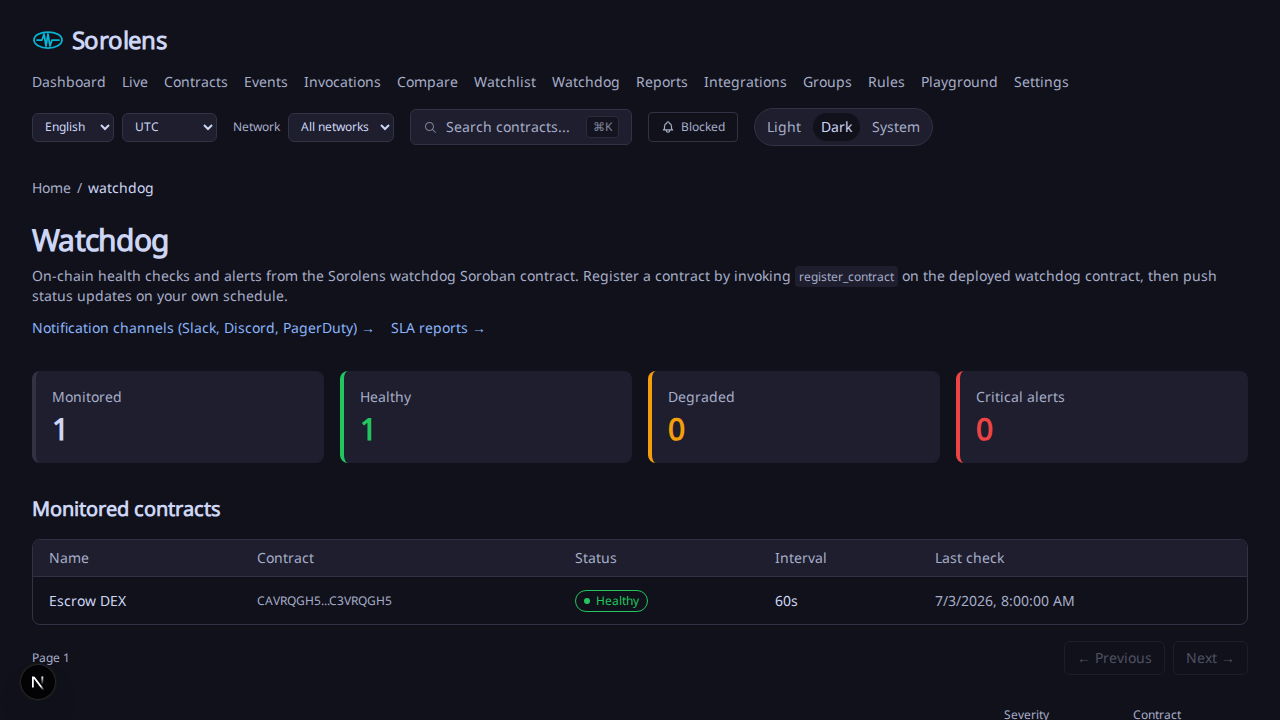 Sorolens
Dashboard Live Contracts Events Invocations Compare Watchlist Watchdog Reports Integrations Groups Rules Playground Settings
English UTC Network All networks Search contracts... ⌘K Blocked Light Dark System
Home / watchdog
Watchdog
On-chain health checks and alerts from the Sorolens watchdog Soroban contract. Register a contract by invoking register_contract on the deployed watchdog contract, then push
status updates on your own schedule.
Notification channels (Slack, Discord, PagerDuty) → SLA reports →
Monitored Healthy Degraded Critical alerts
1 1 0 0
Monitored contracts
Name Contract Status Interval Last check
Escrow DEX CAVRQGH5…C3VRQGH5 Healthy 60s 7/3/2026, 8:00:00 AM
Page 1 ← Previous Next →
N
Severity Contract